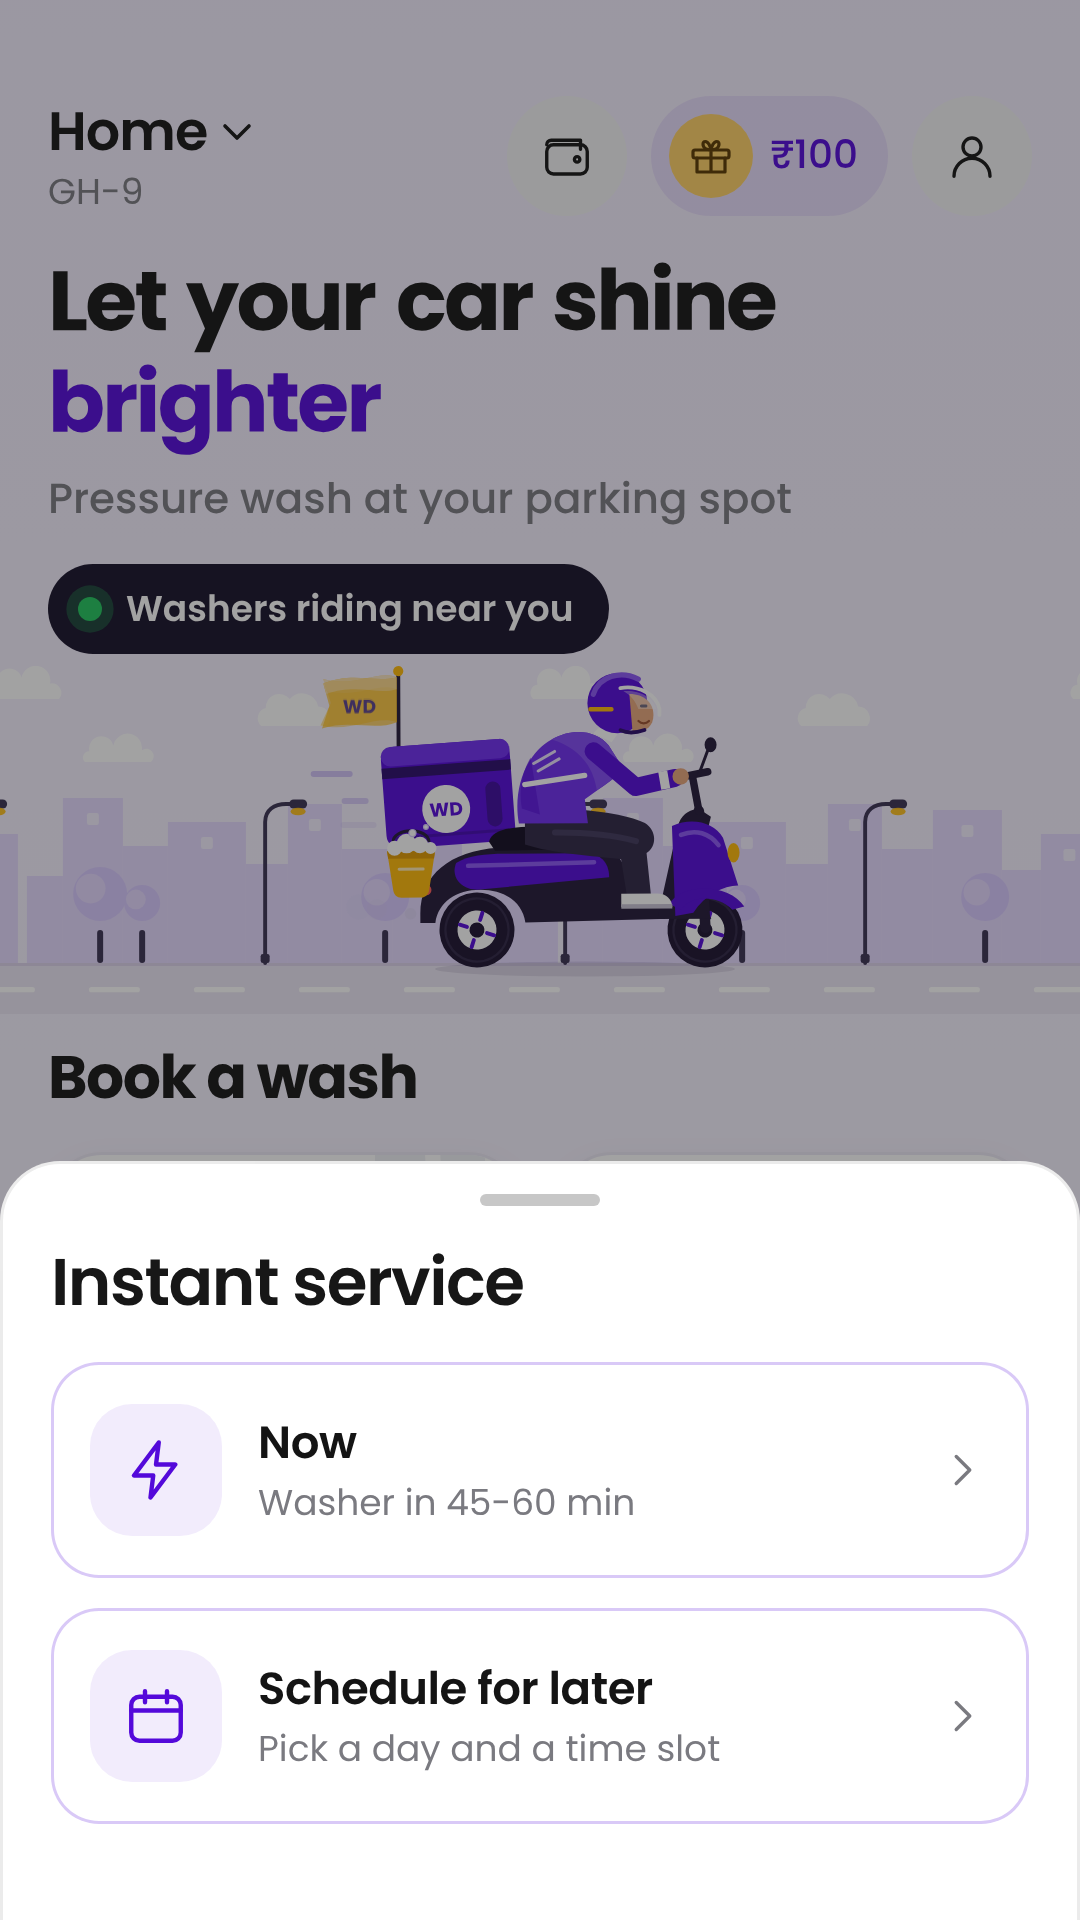 Home
GH-9
₹100
Let your car shine
brighter
Pressure wash at your parking spot
Washers riding near you
WD
WD
Book a wash
Instant service
Now
Washer in 45-60 min
Schedule for later
Pick a day and a time slot